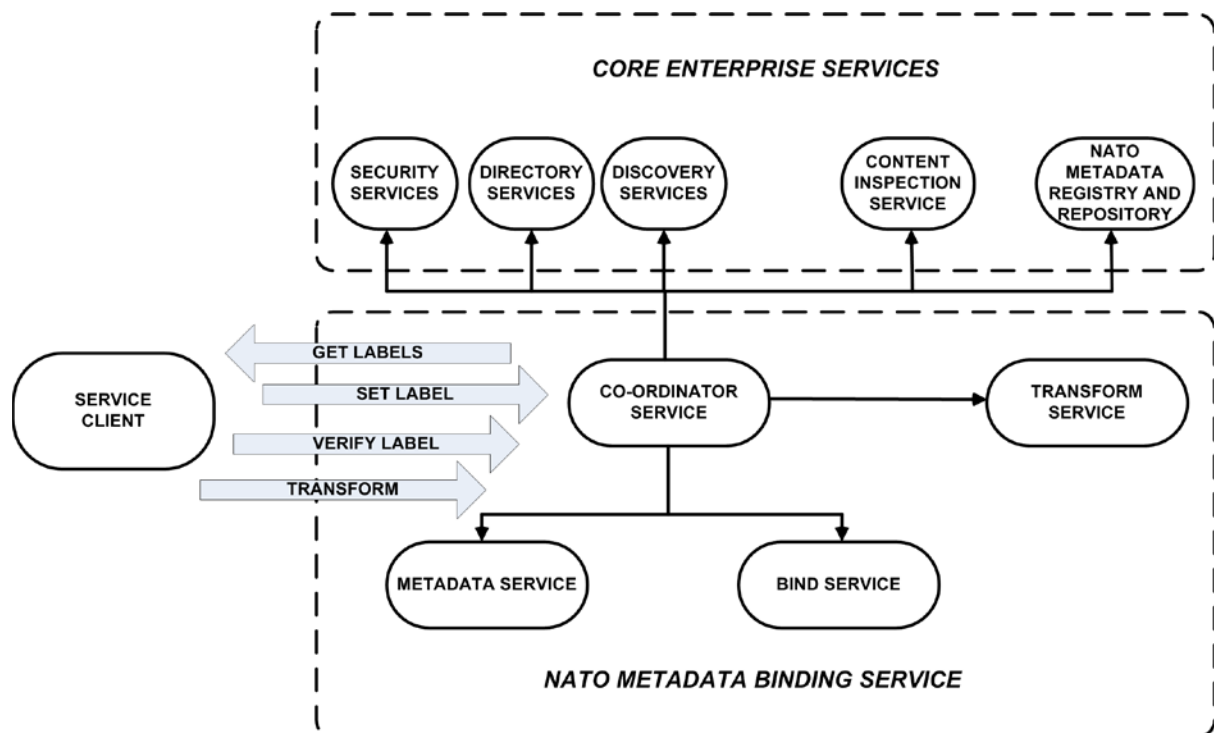 CORE ENTERPRISE SERVICES
SECURITY
SERVICES
DIRECTORY
SERVICES
DISCOVERY
SERVICES
CONTENT
INSPECTION
SERVICE
NATO
METADATA
REGISTRY AND
REPOSITORY
SERVICE
CLIENT
GET LABELS
SET LABEL
VERIFY LABEL
TRANSFORM
CO-ORDINATOR
SERVICE
TRANSFORM
SERVICE
METADATA SERVICE
BIND SERVICE
NATO METADATA BINDING SERVICE